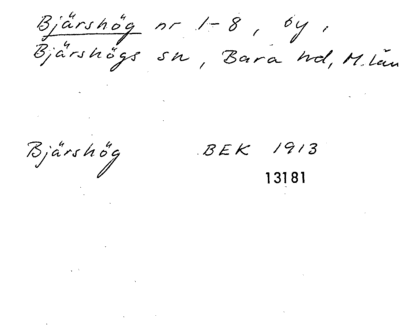 Bjärshög nr 1-8, by,
Bjärshögs sn, Bara hd, M.län
Bjärshög BEK 1913
13181